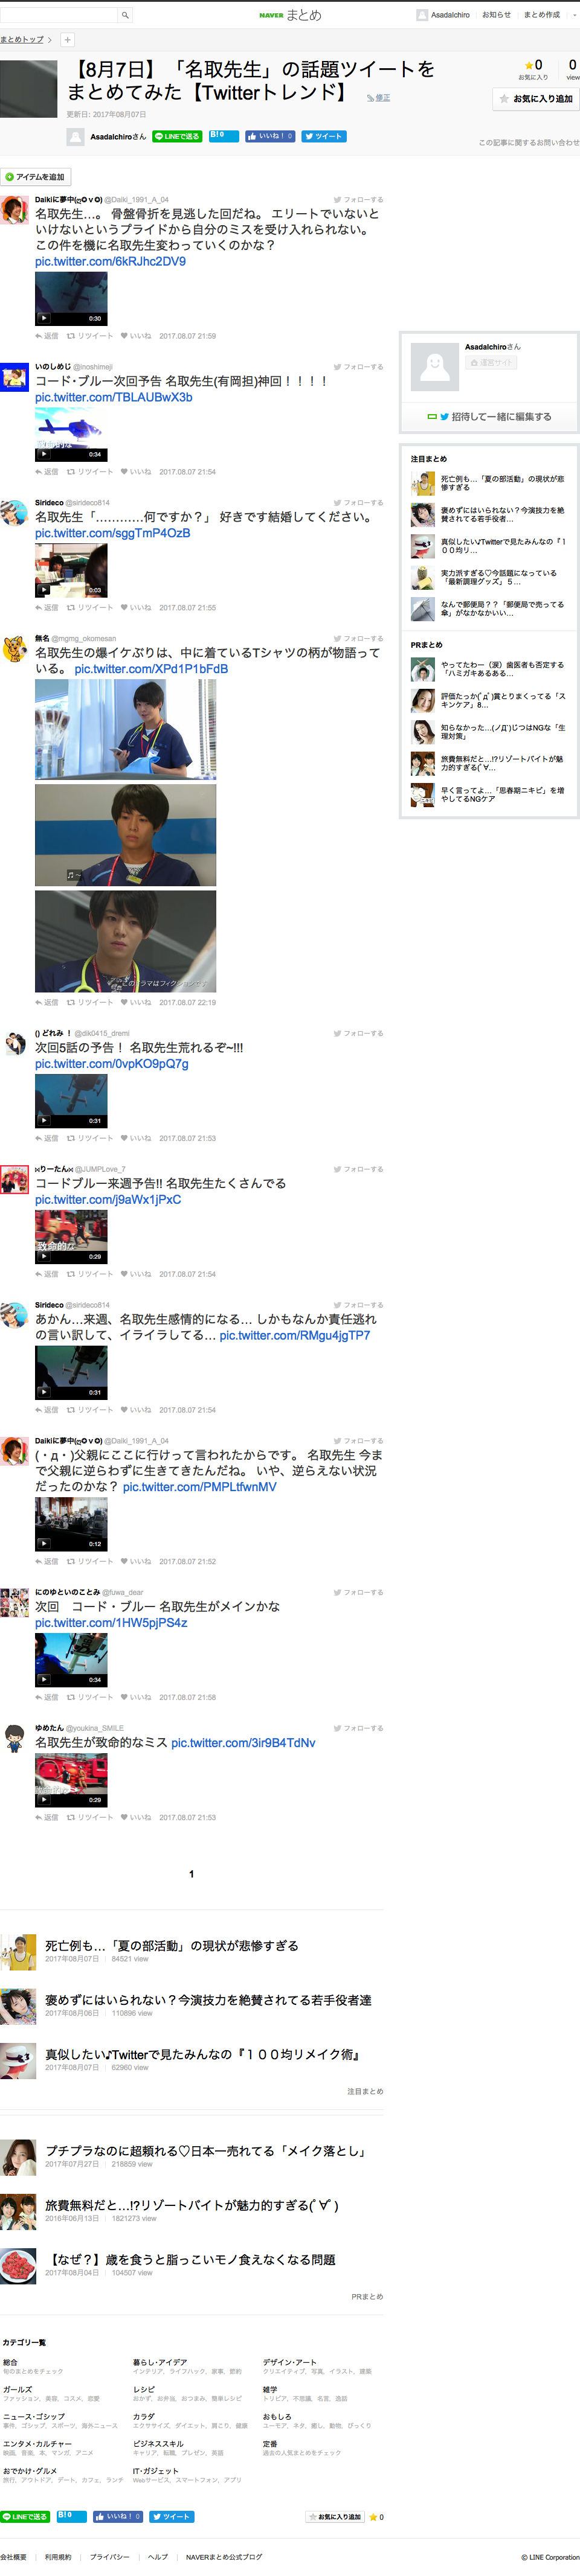 NAVER まとめ
AsadaIchiro お知らせ まとめ作成
まとめトップ
【8月7日】「名取先生」の話題ツイートを
まとめてみた【Twitterトレンド】 修正
更新日: 2017年08月07日
0 お気に入り
0 view
お気に入り追加
AsadaIchiroさん LINEで送る B! 0 いいね！ 0 ツイート
この記事に関するお問い合わせ
アイテムを追加
Daikiに夢中(ღ✪v✪) @Daiki_1991_A_04 フォローする
名取先生…。 骨盤骨折を見逃した回だね。 エリートでいないと
いけないというプライドから自分のミスを受け入れられない。
この件を機に名取先生変わっていくのかな？
pic.twitter.com/6kRJhc2DV9
0:30
返信 リツイート いいね 2017.08.07 21:59
いのしめじ @inoshimeji フォローする
コード･ブルー次回予告 名取先生(有岡担)神回！！！！
pic.twitter.com/TBLAUBwX3b
0:34
返信 リツイート いいね 2017.08.07 21:54
Sirideco @sirideco814 フォローする
名取先生「…………何ですか？」 好きです結婚してください。
pic.twitter.com/sggTmP4OzB
0:03
返信 リツイート いいね 2017.08.07 21:55
無名 @mgmg_okomesan フォローする
名取先生の爆イケぶりは、中に着ているTシャツの柄が物語って
いる。 pic.twitter.com/XPd1P1bFdB
♬～
このドラマはフィクションで
返信 リツイート いいね 2017.08.07 22:19
() どれみ ！ @dik0415_dremi フォローする
次回5話の予告！ 名取先生荒れるぞ~!!!
pic.twitter.com/0vpKO9pQ7g
0:31
返信 リツイート いいね 2017.08.07 21:53
りーたん @JUMPLove_7 フォローする
コードブルー来週予告!! 名取先生たくさんでる
pic.twitter.com/j9aWx1jPxC
致命的な
0:29
返信 リツイート いいね 2017.08.07 21:54
Sirideco @sirideco814 フォローする
あかん…来週、名取先生感情的になる… しかもなんか責任逃れ
の言い訳して、イライラしてる… pic.twitter.com/RMgu4jgTP7
0:31
返信 リツイート いいね 2017.08.07 21:54
Daikiに夢中(ღ✪v✪) @Daiki_1991_A_04 フォローする
(・д・)父親にここに行けって言われたからです。 名取先生 今ま
で父親に逆らわずに生きてきたんだね。 いや、逆らえない状況
だったのかな？ pic.twitter.com/PMPLtfwnMV
0:12
返信 リツイート いいね 2017.08.07 21:52
にのゆといのことみ @fuwa_dear フォローする
次回　コード・ブルー 名取先生がメインかな
pic.twitter.com/1HW5pjPS4z
0:34
返信 リツイート いいね 2017.08.07 21:58
ゆめたん @youkina_SMILE フォローする
名取先生が致命的なミス pic.twitter.com/3ir9B4TdNv
0:29
返信 リツイート いいね 2017.08.07 21:53
1
AsadaIchiroさん
運営サイト
招待して一緒に編集する
注目まとめ
死亡例も…「夏の部活動」の現状が悲
惨すぎる
褒めずにはいられない？今演技力を絶
賛されてる若手役者…
真似したい♪Twitterで見たみんなの『１
００均リ…
実力派すぎる♡今話題になっている
「最新調理グッズ」５…
なんで郵便局？？「郵便局で売ってる
傘」がなかなかいい…
PRまとめ
やってたわー（涙）歯医者も否定する
「ハミガキあるある…
評価たっか(ﾟдﾟ)賞とりまくってる「ス
キンケア」8…
知らなかった…(ノД`)じつはNGな「生
理対策」
旅費無料だと…!?リゾートバイトが魅
力的すぎる(ﾟ∀…
早く言ってよ…「思春期ニキビ」を増
やしてるNGケア
死亡例も…「夏の部活動」の現状が悲惨すぎる
2017年08月07日 84521 view
褒めずにはいられない？今演技力を絶賛されてる若手役者達
2017年08月06日 110896 view
真似したい♪Twitterで見たみんなの『１００均リメイク術』
2017年08月07日 62960 view
注目まとめ
プチプラなのに超頼れる♡日本一売れてる「メイク落とし」
2017年07月27日 218859 view
旅費無料だと…!?リゾートバイトが魅力的すぎる(ﾟ∀ﾟ)
2016年06月13日 1821273 view
【なぜ？】歳を食うと脂っこいモノ食えなくなる問題
2017年08月04日 104507 view
PRまとめ
カテゴリ一覧
総合
旬のまとめをチェック
暮らし･アイデア
インテリア、ライフハック、家事、節約
デザイン･アート
クリエイティブ、写真、イラスト、建築
ガールズ
ファッション、美容、コスメ、恋愛
レシピ
おかず、お弁当、おつまみ、簡単レシピ
雑学
トリビア、不思議、名言、逸話
ニュース･ゴシップ
事件、ゴシップ、スポーツ、海外ニュース
カラダ
エクササイズ、ダイエット、肩こり、健康
おもしろ
ユーモア、ネタ、癒し、動物、びっくり
エンタメ･カルチャー
映画、音楽、本、マンガ、アニメ
ビジネススキル
キャリア、転職、プレゼン、英語
定番
過去の人気まとめをチェック
おでかけ･グルメ
旅行、アウトドア、デート、カフェ、ランチ
IT･ガジェット
Webサービス、スマートフォン、アプリ
LINEで送る B! 0 いいね！ 0 ツイート お気に入り追加 0
会社概要 利用規約 プライバシー ヘルプ NAVERまとめ公式ブログ © LINE Corporation